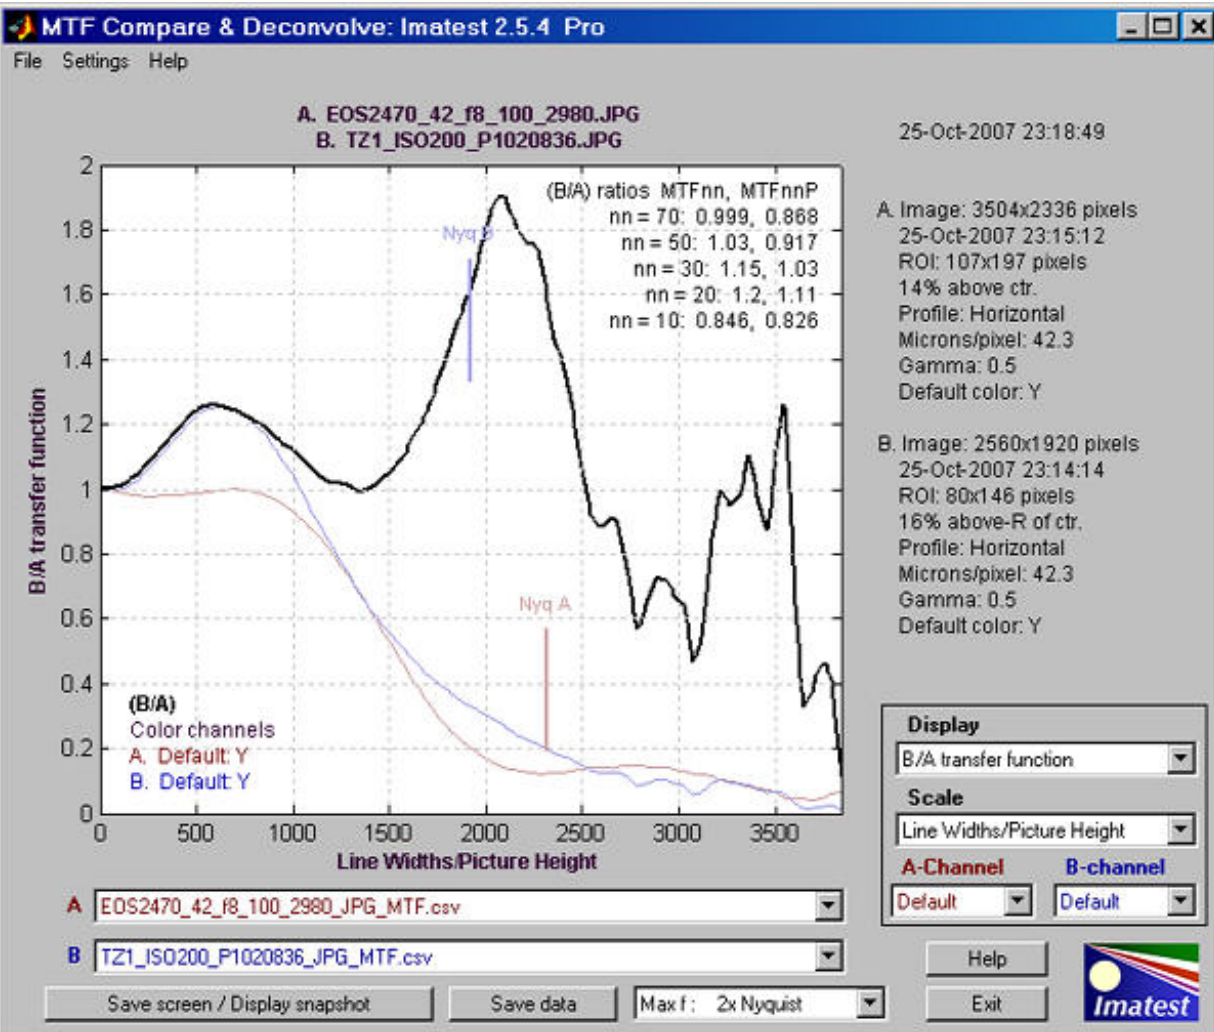 MTF Compare & Deconvolve: Imatest 2.5.4 Pro
File Settings Help
A. EOS2470_42_f8_100_2980.JPG
B. TZ1_ISO200_P1020836.JPG
25-Oct-2007 23:18:49
(B/A) ratios MTFnn, MTFnnP
nn = 70: 0.999, 0.868
nn = 50: 1.03, 0.917
nn = 30: 1.15, 1.03
nn = 20: 1.2, 1.11
nn = 10: 0.846, 0.826
Nyq B
Nyq A
2
1.8
1.6
1.4
1.2
1
0.8
0.6
0.4
0.2
0
B/A transfer function
(B/A)
Color channels
A. Default: Y
B. Default: Y
0 500 1000 1500 2000 2500 3000 3500
Line Widths/Picture Height
A. Image: 3504x2336 pixels
25-Oct-2007 23:15:12
ROI: 107x197 pixels
14% above ctr.
Profile: Horizontal
Microns/pixel: 42.3
Gamma: 0.5
Default color: Y
B. Image: 2560x1920 pixels
25-Oct-2007 23:14:14
ROI: 80x146 pixels
16% above-R of ctr.
Profile: Horizontal
Microns/pixel: 42.3
Gamma: 0.5
Default color: Y
Display
B/A transfer function
Scale
Line Widths/Picture Height
A-Channel B-channel
Default Default
A EOS2470_42_f8_100_2980_JPG_MTF.csv
B TZ1_ISO200_P1020836_JPG_MTF.csv
Save screen / Display snapshot
Save data
Max f : 2x Nyquist
Help
Exit
Imatest